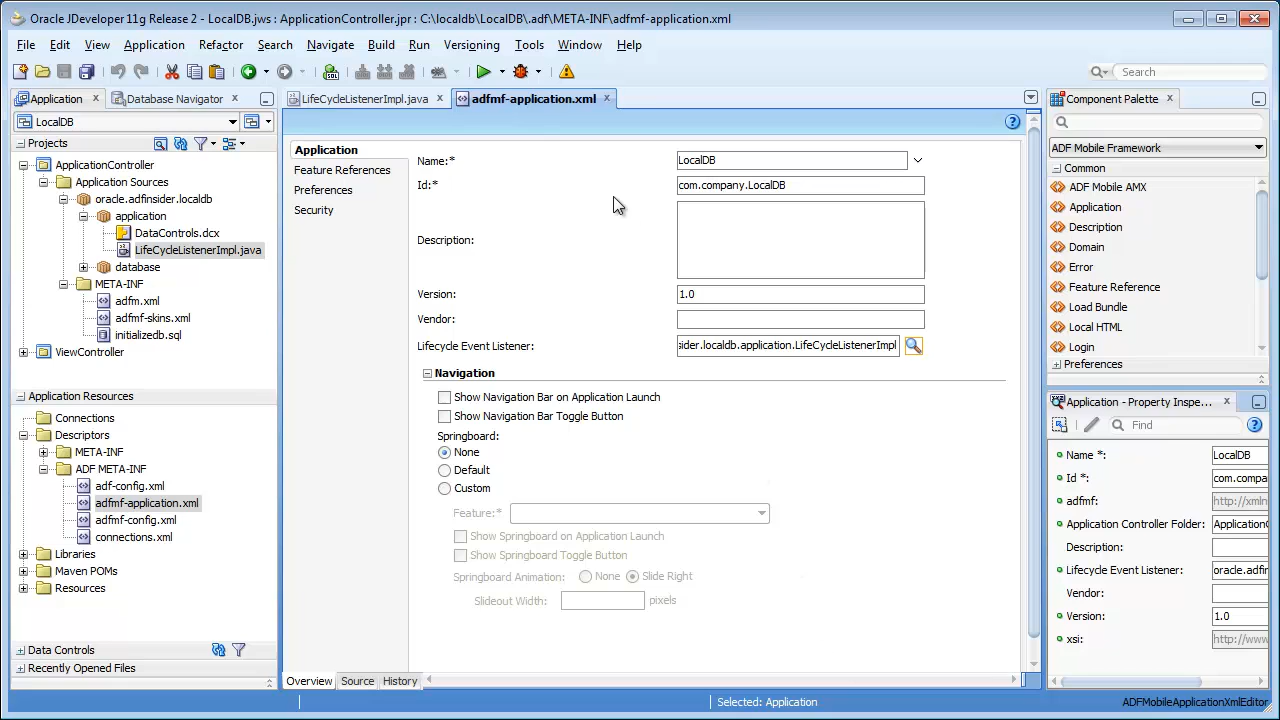 Oracle JDeveloper 11g Release 2 - LocalDB.jws : ApplicationController.jpr : C:\localdb\LocalDB\.adf\META-INF\adfmf-application.xml
File Edit View Application Refactor Search Navigate Build Run Versioning Tools Window Help
Search
Application
Database Navigator
LocalDB
Projects
ApplicationController
Application Sources
oracle.adfinsider.localdb
application
DataControls.dcx
LifeCycleListenerImpl.java
database
META-INF
adfm.xml
adfmf-skins.xml
initializedb.sql
ViewController
Application Resources
Connections
Descriptors
META-INF
ADF META-INF
adf-config.xml
adfmf-application.xml
adfmf-config.xml
connections.xml
Libraries
Maven POMs
Resources
Data Controls
Recently Opened Files
LifeCycleListenerImpl.java
adfmf-application.xml
Application
Feature References
Preferences
Security
Name:* LocalDB
Id:* com.company.LocalDB
Description:
Version: 1.0
Vendor:
Lifecycle Event Listener: sider.localdb.application.LifeCycleListenerImpl
Navigation
Show Navigation Bar on Application Launch
Show Navigation Bar Toggle Button
Springboard:
None
Default
Custom
Feature:*
Show Springboard on Application Launch
Show Springboard Toggle Button
Springboard Animation: None Slide Right
Slideout Width: pixels
Overview Source History
Component Palette
ADF Mobile Framework
Common
ADF Mobile AMX
Application
Description
Domain
Error
Feature Reference
Load Bundle
Local HTML
Login
Preferences
Application - Property Inspe...
Find
Name *: LocalDB
Id *: com.compa
adfmf: http://xmln
Application Controller Folder: Application
Description:
Lifecycle Event Listener: oracle.adfir
Vendor:
Version: 1.0
xsi: http://www
Selected: Application
ADFMobileApplicationXmlEditor